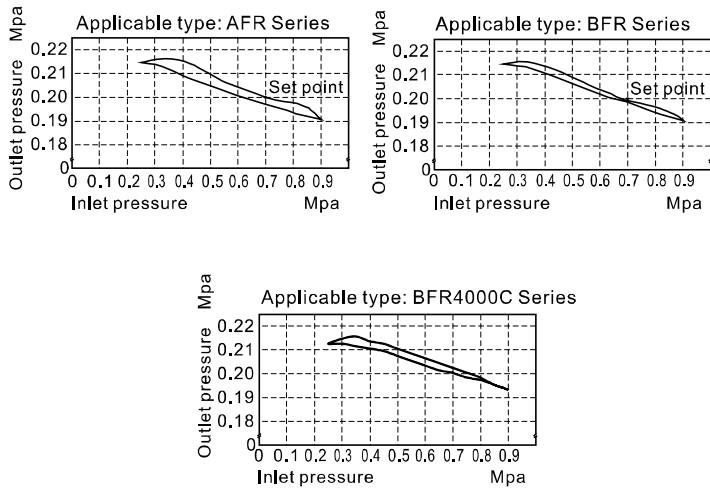 Applicable type: AFR Series
Outlet pressure Mpa
0.22
0.21
0.20
0.19
0.18
0
Set point
0 0.1 0.2 0.3 0.4 0.5 0.6 0.7 0.8 0.9
Inlet pressure Mpa
Applicable type: BFR Series
Outlet pressure Mpa
0.22
0.21
0.20
0.19
0.18
0
Set point
0 0.1 0.2 0.3 0.4 0.5 0.6 0.7 0.8 0.9
Inlet pressure Mpa
Applicable type: BFR4000C Series
Outlet pressure Mpa
0.22
0.21
0.20
0.19
0.18
0
0 0.1 0.2 0.3 0.4 0.5 0.6 0.7 0.8 0.9
Inlet pressure Mpa